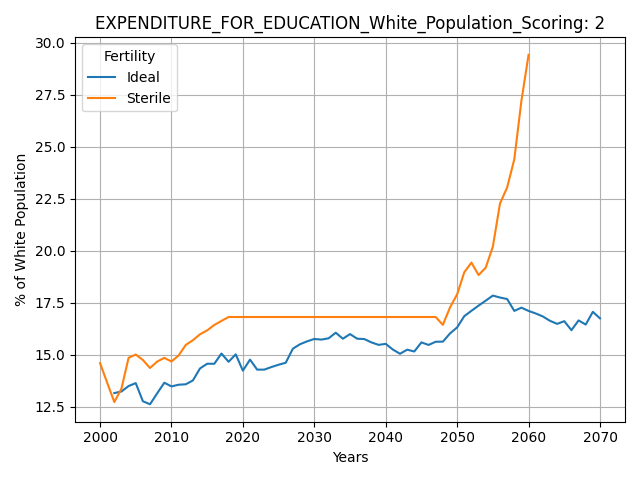 EXPENDITURE_FOR_EDUCATION_White_Population_Scoring: 2
Fertility
Ideal
Sterile
% of White Population
30.0
27.5
25.0
22.5
20.0
17.5
15.0
12.5
2000 2010 2020 2030 2040 2050 2060 2070
Years